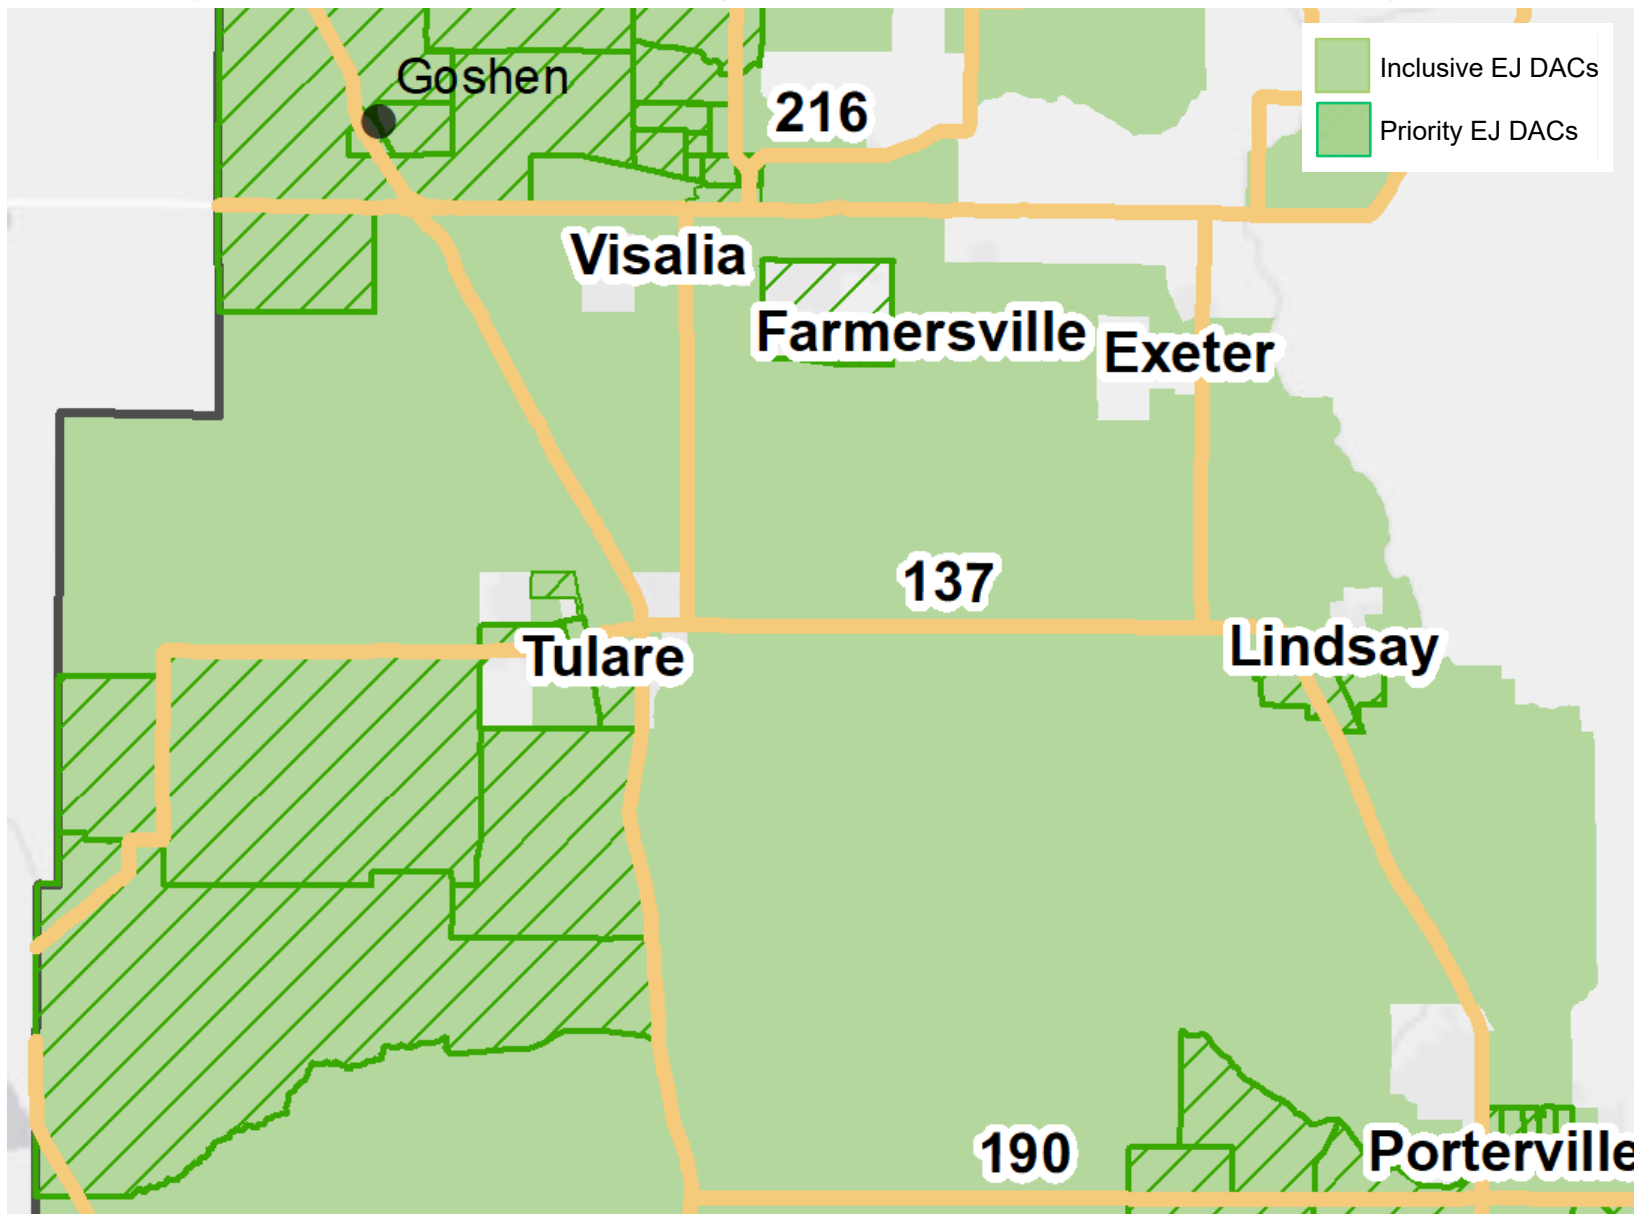 Inclusive EJ DACs
Goshen
216
Priority EJ DACs
Visalia
Farmersville
Exeter
137
Tulare
Lindsay
190
Porterville